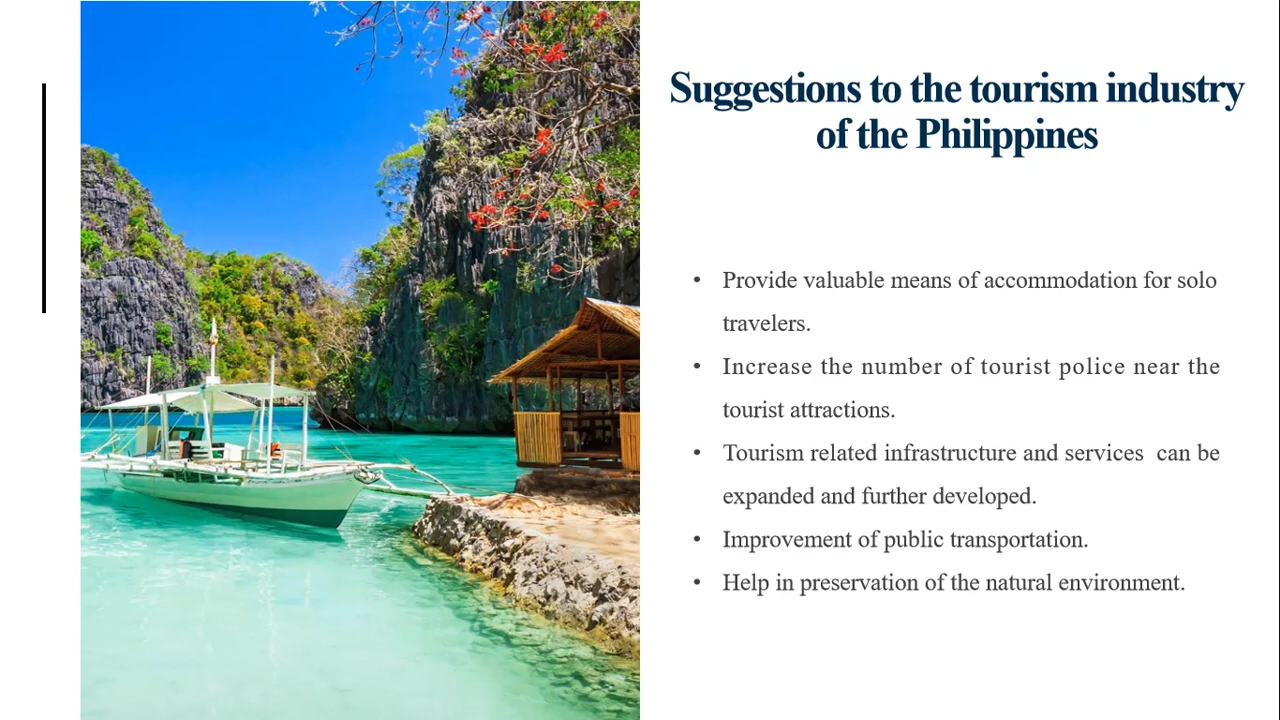 Suggestions to the tourism industry
of the Philippines
• Provide valuable means of accommodation for solo
travelers.
• Increase the number of tourist police near the
tourist attractions.
• Tourism related infrastructure and services  can be
expanded and further developed.
• Improvement of public transportation.
• Help in preservation of the natural environment.